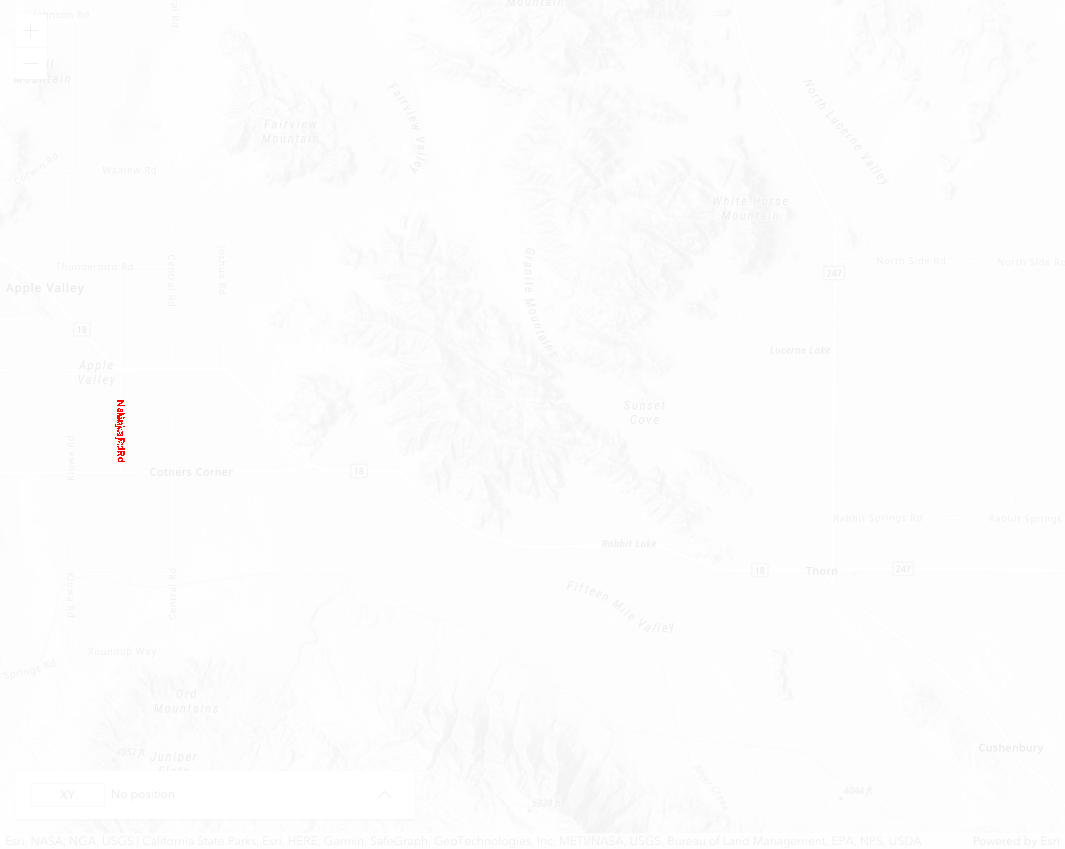 Johnson Rd
Mountain
Mountain
Fairview Valley
North Lucerne Valley
Fairview
Mountain
Waalew Rd
Corwin Rd
White Horse
Mountain
Central Rd
Joshua Rd
Granite Mountains
North Side Rd
North Side Rd
Thunderbird Rd
247
Apple Valley
18
Lucerne Lake
Apple
Valley
Sunset
Cove
Kiowa Rd
Cotners Corner
18
Rabbit Springs Rd
Rabbit Springs
Rabbit Lake
18
Thorn
247
Kiowa Rd
Central Rd
Fifteen Mile Valley
Roundup Way
Springs Rd
Ord
Mountains
Juniper
Cushenbury
4044 ft
XY
No position
Esri, NASA, NGA, USGS | California State Parks, Esri, HERE, Garmin, SafeGraph, GeoTechnologies, Inc, METI/NASA, USGS, Bureau of Land Management, EPA, NPS, USDA
Powered by Esri